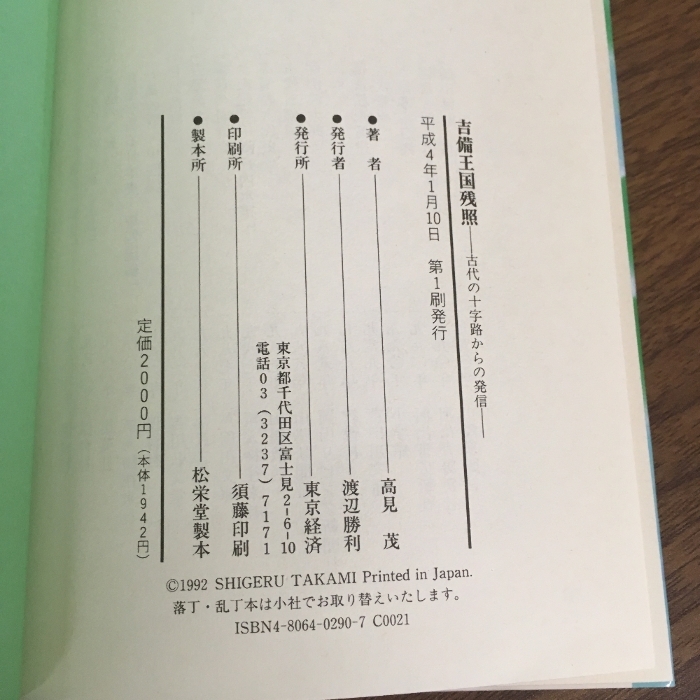 吉備王国残照――古代の十字路からの発信――
平成4年1月10日　第1刷発行
●著　者――高見　茂
●発行者――渡辺勝利
●発行所――東京経済
東京都千代田区富士見2-6-10
電話03(3237)7171
●印刷所――須藤印刷
●製本所――松栄堂製本
定価2000円(本体1942円)
©1992 SHIGERU TAKAMI Printed in Japan.
落丁・乱丁本は小社でお取り替えいたします。
ISBN4-8064-0290-7 C0021